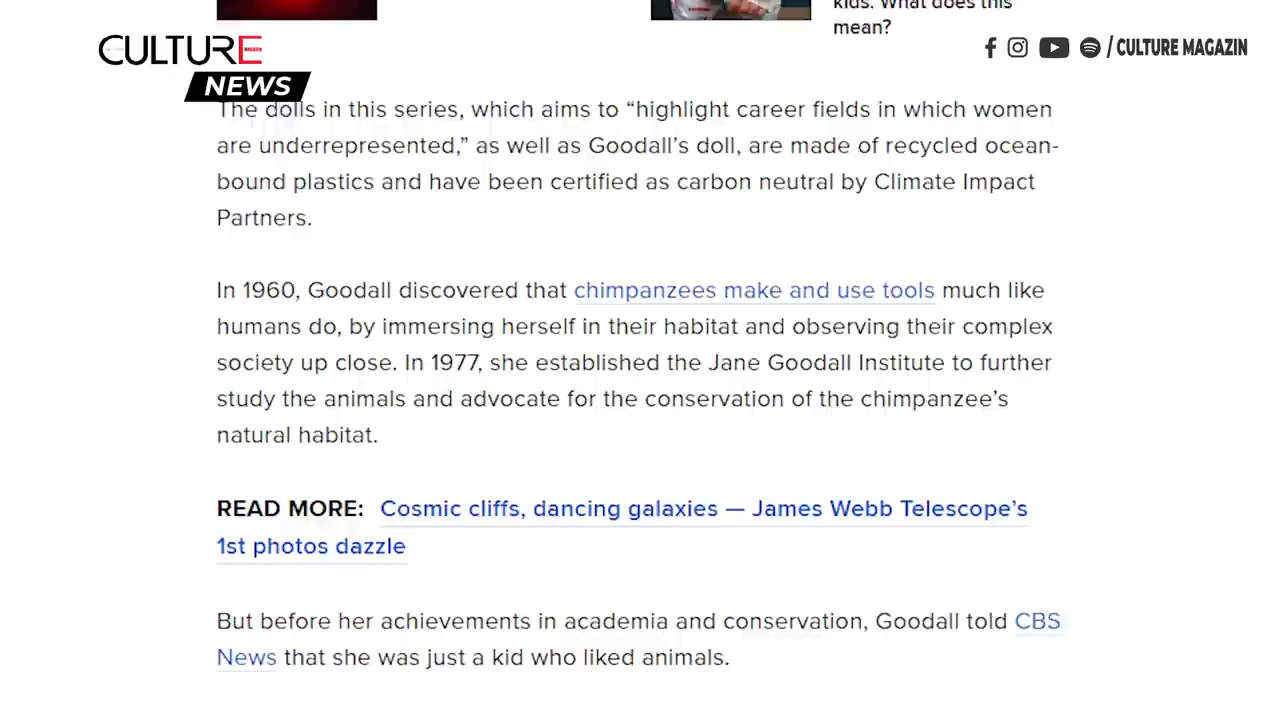 kids. What does this
mean?
CULTURE
NEWS
/ CULTURE MAGAZIN
The dolls in this series, which aims to “highlight career fields in which women
are underrepresented,” as well as Goodall’s doll, are made of recycled ocean-
bound plastics and have been certified as carbon neutral by Climate Impact
Partners.
In 1960, Goodall discovered that chimpanzees make and use tools much like
humans do, by immersing herself in their habitat and observing their complex
society up close. In 1977, she established the Jane Goodall Institute to further
study the animals and advocate for the conservation of the chimpanzee’s
natural habitat.
READ MORE: Cosmic cliffs, dancing galaxies — James Webb Telescope’s
1st photos dazzle
But before her achievements in academia and conservation, Goodall told CBS
News that she was just a kid who liked animals.